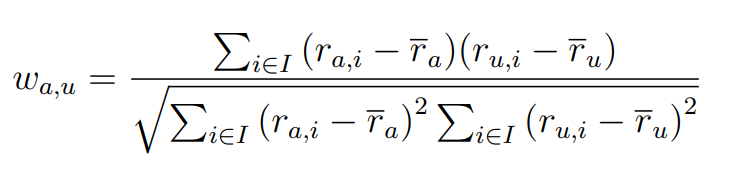 w_{a,u} = \frac{\sum_{i \in I} (r_{a,i} - \overline{r}_a)(r_{u,i} - \overline{r}_u)}{\sqrt{\sum_{i \in I} (r_{a,i} - \overline{r}_a)^2 \sum_{i \in I} (r_{u,i} - \overline{r}_u)^2}}